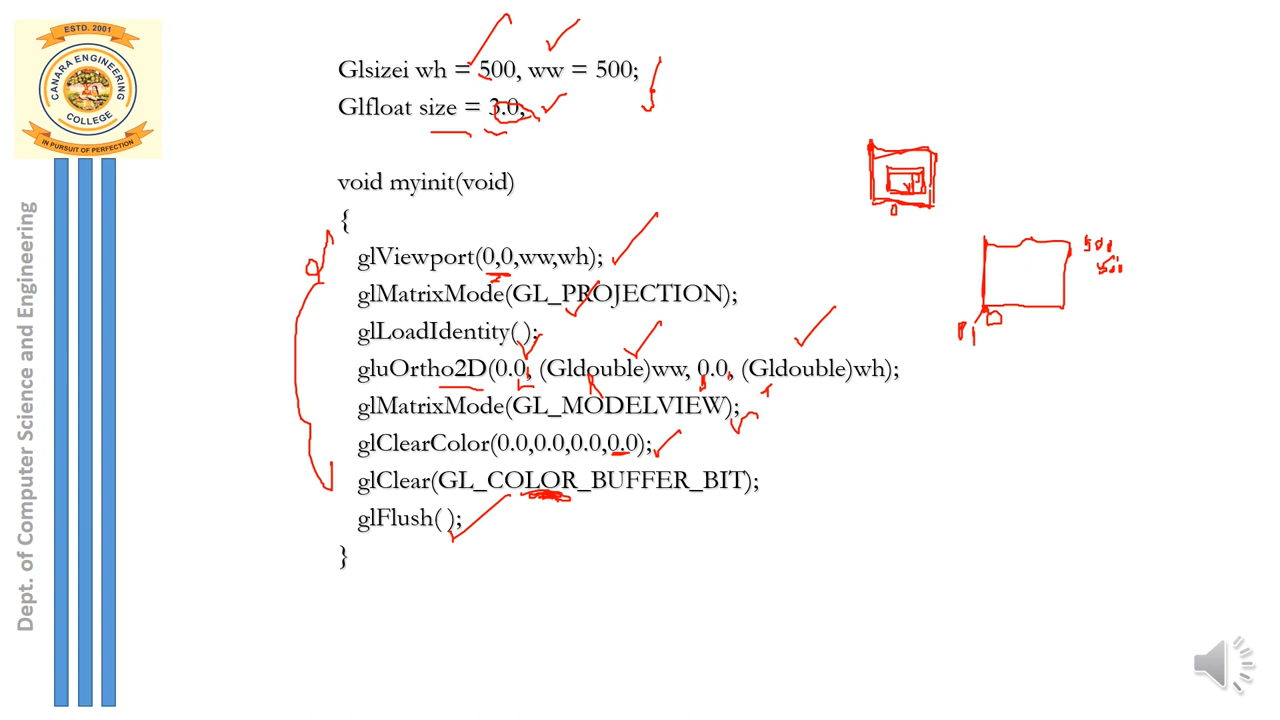 ESTD. 2001
CANARA ENGINEERING
COLLEGE
IN PURSUIT OF PERFECTION
Dept. of Computer Science and Engineering
Glsizei wh = 500, ww = 500;
Glfloat size = 3.0;
void myinit(void)
{
glViewport(0,0,ww,wh);
glMatrixMode(GL_PROJECTION);
glLoadIdentity( );
gluOrtho2D(0.0, (Gldouble)ww, 0.0, (Gldouble)wh);
glMatrixMode(GL_MODELVIEW);
glClearColor(0.0,0.0,0.0,0.0);
glClear(GL_COLOR_BUFFER_BIT);
glFlush( );
}
500
500